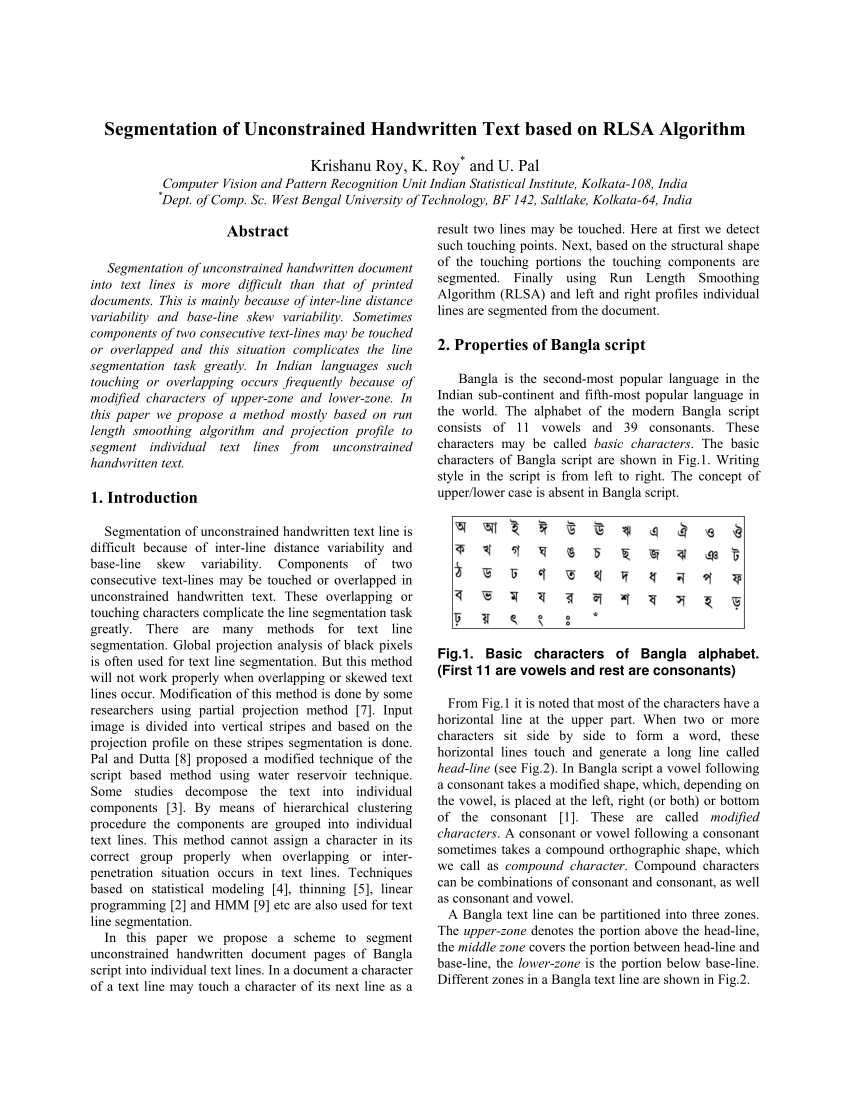 Segmentation of Unconstrained Handwritten Text based on RLSA Algorithm
Krishanu Roy, K. Roy* and U. Pal
Computer Vision and Pattern Recognition Unit Indian Statistical Institute, Kolkata-108, India
*Dept. of Comp. Sc. West Bengal University of Technology, BF 142, Saltlake, Kolkata-64, India
Abstract
Segmentation of unconstrained handwritten document
into text lines is more difficult than that of printed
documents. This is mainly because of inter-line distance
variability and base-line skew variability. Sometimes
components of two consecutive text-lines may be touched
or overlapped and this situation complicates the line
segmentation task greatly. In Indian languages such
touching or overlapping occurs frequently because of
modified characters of upper-zone and lower-zone. In
this paper we propose a method mostly based on run
length smoothing algorithm and projection profile to
segment individual text lines from unconstrained
handwritten text.
1. Introduction
Segmentation of unconstrained handwritten text line is
difficult because of inter-line distance variability and
base-line skew variability. Components of two
consecutive text-lines may be touched or overlapped in
unconstrained handwritten text. These overlapping or
touching characters complicate the line segmentation task
greatly. There are many methods for text line
segmentation. Global projection analysis of black pixels
is often used for text line segmentation. But this method
will not work properly when overlapping or skewed text
lines occur. Modification of this method is done by some
researchers using partial projection method [7]. Input
image is divided into vertical stripes and based on the
projection profile on these stripes segmentation is done.
Pal and Dutta [8] proposed a modified technique of the
script based method using water reservoir technique.
Some studies decompose the text into individual
components [3]. By means of hierarchical clustering
procedure the components are grouped into individual
text lines. This method cannot assign a character in its
correct group properly when overlapping or inter-
penetration situation occurs in text lines. Techniques
based on statistical modeling [4], thinning [5], linear
programming [2] and HMM [9] etc are also used for text
line segmentation.
In this paper we propose a scheme to segment
unconstrained handwritten document pages of Bangla
script into individual text lines. In a document a character
of a text line may touch a character of its next line as a
result two lines may be touched. Here at first we detect
such touching points. Next, based on the structural shape
of the touching portions the touching components are
segmented. Finally using Run Length Smoothing
Algorithm (RLSA) and left and right profiles individual
lines are segmented from the document.
2. Properties of Bangla script
Bangla is the second-most popular language in the
Indian sub-continent and fifth-most popular language in
the world. The alphabet of the modern Bangla script
consists of 11 vowels and 39 consonants. These
characters may be called basic characters. The basic
characters of Bangla script are shown in Fig.1. Writing
style in the script is from left to right. The concept of
upper/lower case is absent in Bangla script.
অ আ ই ঈ উ ঊ ঋ এ ঐ ও ঔ
ক খ গ ঘ ঙ চ ছ জ ঝ ঞ ট
ঠ ড ঢ ণ ত থ দ ধ ন প ফ
ব ভ ম য র ল শ ষ স হ ড়
ঢ় য় ৎ ং ঃ ঁ
Fig.1. Basic characters of Bangla alphabet.
(First 11 are vowels and rest are consonants)
From Fig.1 it is noted that most of the characters have a
horizontal line at the upper part. When two or more
characters sit side by side to form a word, these
horizontal lines touch and generate a long line called
head-line (see Fig.2). In Bangla script a vowel following
a consonant takes a modified shape, which, depending on
the vowel, is placed at the left, right (or both) or bottom
of the consonant [1]. These are called modified
characters. A consonant or vowel following a consonant
sometimes takes a compound orthographic shape, which
we call as compound character. Compound characters
can be combinations of consonant and consonant, as well
as consonant and vowel.
A Bangla text line can be partitioned into three zones.
The upper-zone denotes the portion above the head-line,
the middle zone covers the portion between head-line and
base-line, the lower-zone is the portion below base-line.
Different zones in a Bangla text line are shown in Fig.2.